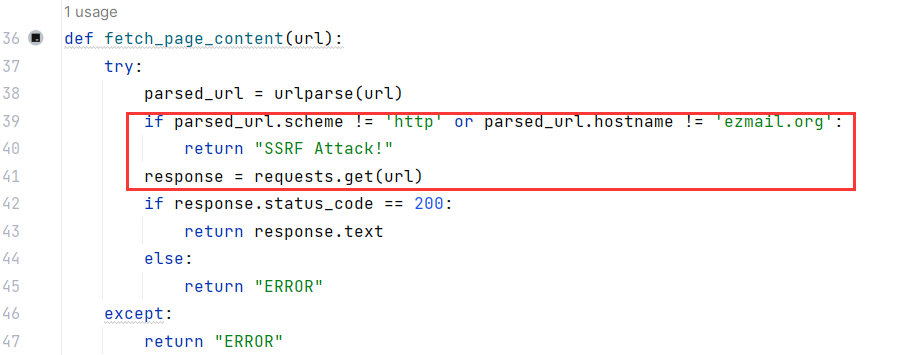 1 usage
36 def fetch_page_content(url):
37     try:
38         parsed_url = urlparse(url)
39         if parsed_url.scheme != 'http' or parsed_url.hostname != 'ezmail.org':
40             return "SSRF Attack!"
41         response = requests.get(url)
42         if response.status_code == 200:
43             return response.text
44         else:
45             return "ERROR"
46     except:
47         return "ERROR"